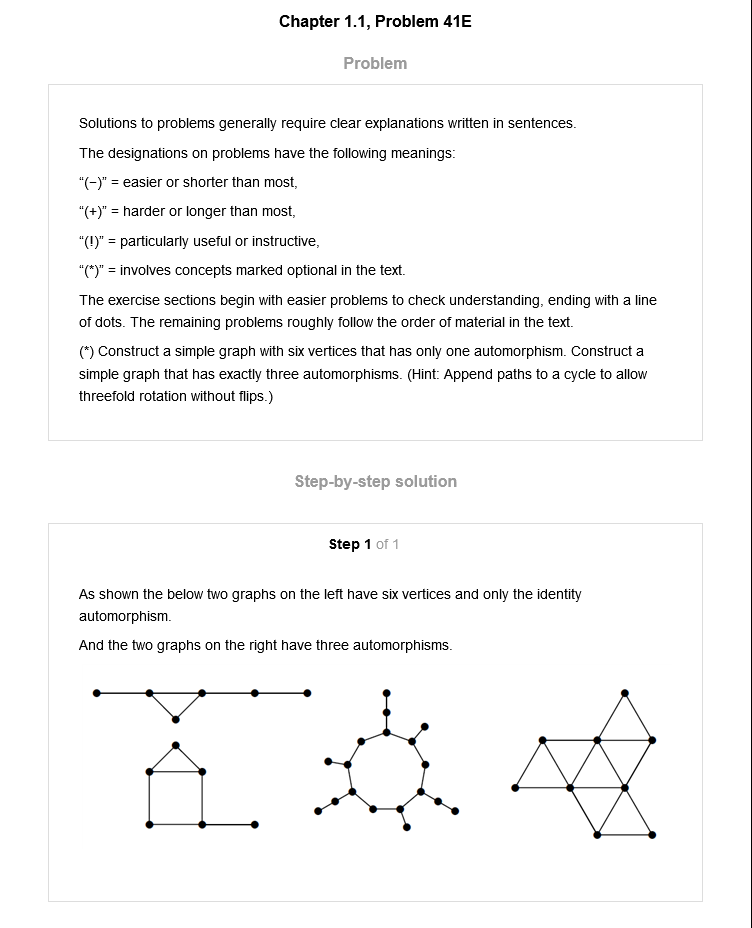 Chapter 1.1, Problem 41E
Problem
Solutions to problems generally require clear explanations written in sentences.
The designations on problems have the following meanings:
“(−)” = easier or shorter than most,
“(+)” = harder or longer than most,
“(!)” = particularly useful or instructive,
“(*)” = involves concepts marked optional in the text.
The exercise sections begin with easier problems to check understanding, ending with a line
of dots. The remaining problems roughly follow the order of material in the text.
(*) Construct a simple graph with six vertices that has only one automorphism. Construct a
simple graph that has exactly three automorphisms. (Hint: Append paths to a cycle to allow
threefold rotation without flips.)
Step-by-step solution
Step 1 of 1
As shown the below two graphs on the left have six vertices and only the identity
automorphism.
And the two graphs on the right have three automorphisms.